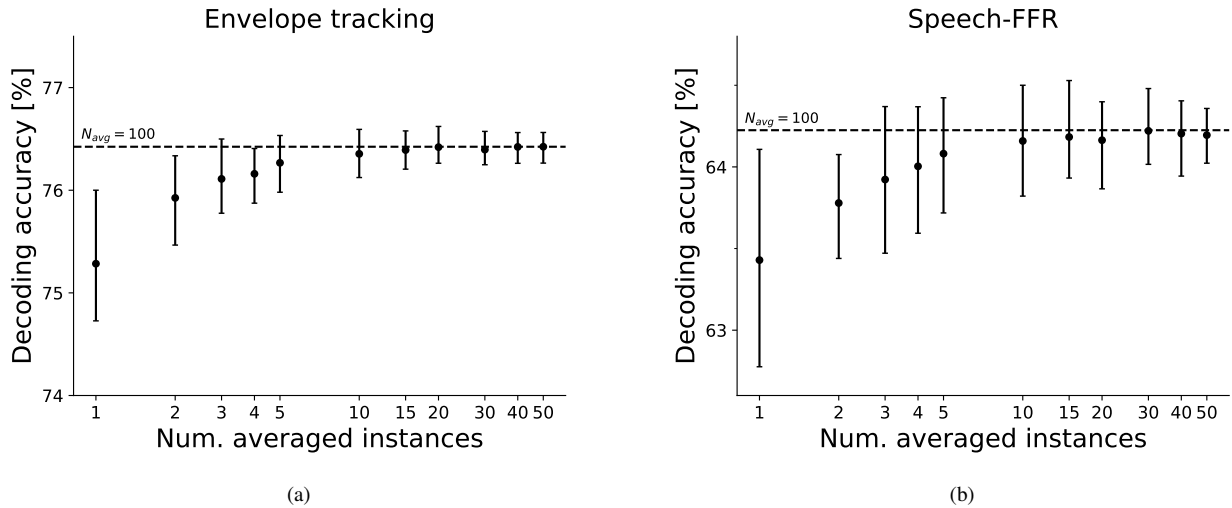 Envelope tracking
Decoding accuracy [%]
77
76
75
74
N_avg = 100
1 2 3 4 5 10 15 20 30 40 50
Num. averaged instances
(a)
Speech-FFR
Decoding accuracy [%]
64
63
N_avg = 100
1 2 3 4 5 10 15 20 30 40 50
Num. averaged instances
(b)